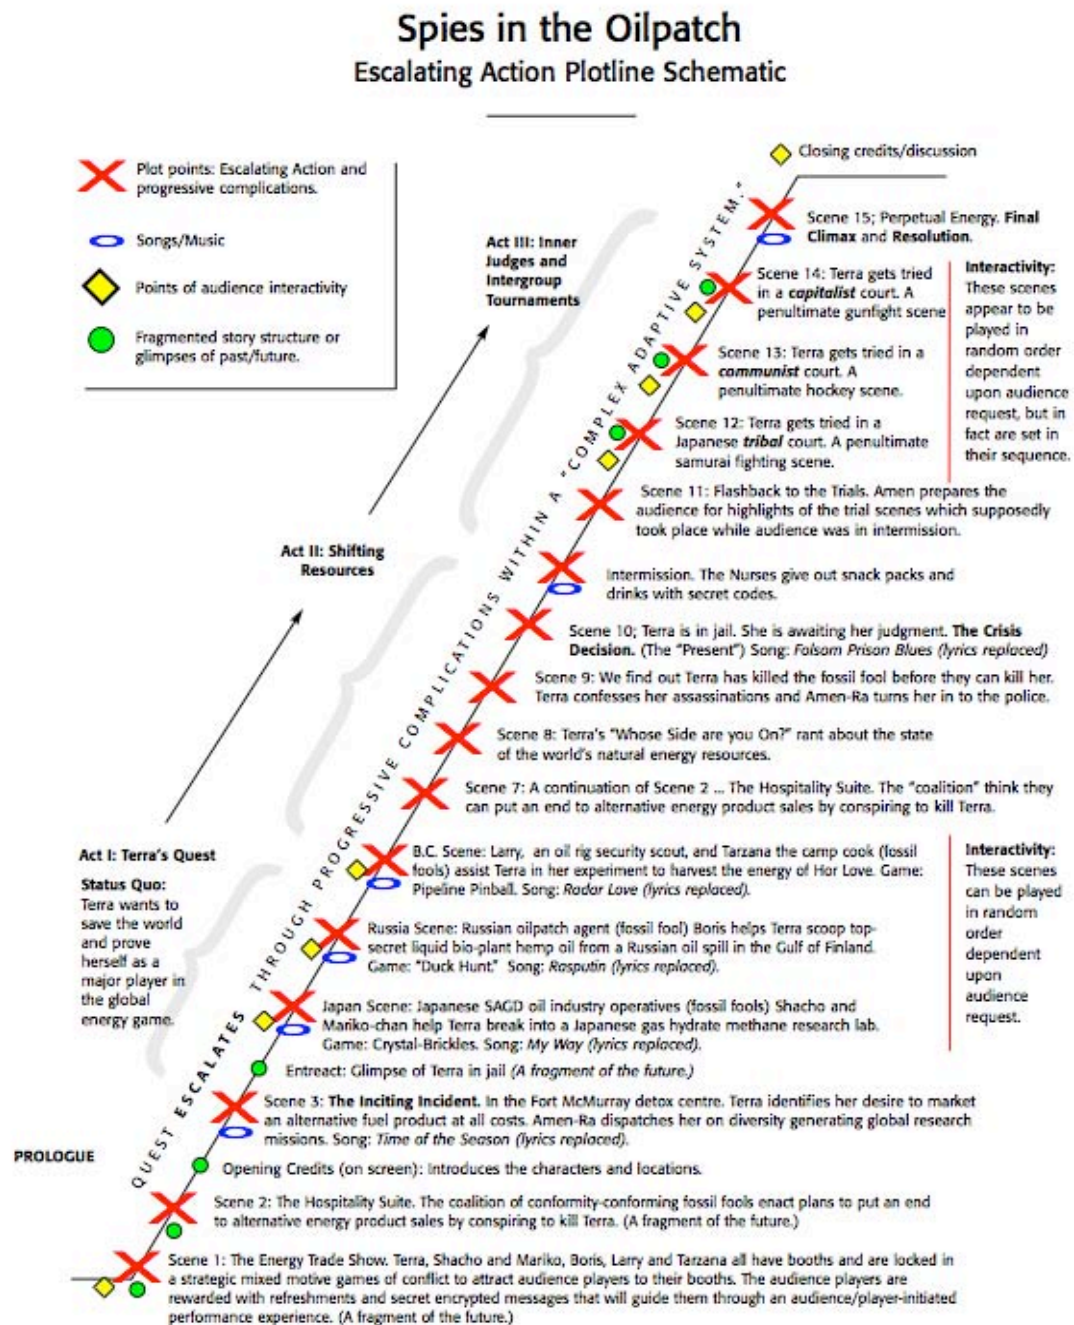 Spies in the Oilpatch
Escalating Action Plotline Schematic
Plot points: Escalating Action and
progressive complications.
Songs/Music
Points of audience interactivity
Fragmented story structure or
glimpses of past/future.
Closing credits/discussion
Scene 15; Perpetual Energy. Final
Climax and Resolution.
Act III: Inner
Judges and
Intergroup
Tournaments
Scene 14: Terra gets tried
in a capitalist court. A
penultimate gunfight scene
Interactivity:
These scenes
appear to be
played in
random order
dependent
upon audience
request, but in
fact are set in
their sequence.
Scene 13: Terra gets tried in a
communist court. A
penultimate hockey scene.
Scene 12: Terra gets tried in a
Japanese tribal court. A penultimate
samurai fighting scene.
Scene 11: Flashback to the Trials. Amen prepares the
audience for highlights of the trial scenes which supposedly
took place while audience was in intermission.
Act II: Shifting
Resources
Intermission. The Nurses give out snack packs and
drinks with secret codes.
Scene 10; Terra is in jail. She is awaiting her judgment. The Crisis
Decision. (The "Present") Song: Folsom Prison Blues (lyrics replaced)
Scene 9: We find out Terra has killed the fossil fool before they can kill her.
Terra confesses her assassinations and Amen-Ra turns her in to the police.
Scene 8: Terra's "Whose Side are you On?" rant about the state
of the world's natural energy resources.
Scene 7: A continuation of Scene 2 ... The Hospitality Suite. The "coalition" think they
can put an end to alternative energy product sales by conspiring to kill Terra.
Act I: Terra's Quest
Status Quo:
Terra wants to
save the world
and prove
herself as a
major player in
the global
energy game.
B.C. Scene: Larry, an oil rig security scout, and Tarzana the camp cook (fossil
fools) assist Terra in her experiment to harvest the energy of Hor Love. Game:
Pipeline Pinball. Song: Radar Love (lyrics replaced).
Interactivity:
These scenes
can be played
in random
order
dependent
upon
audience
request.
Russia Scene: Russian oilpatch agent (fossil fool) Boris helps Terra scoop top-
secret liquid bio-plant hemp oil from a Russian oil spill in the Gulf of Finland.
Game: "Duck Hunt." Song: Rasputin (lyrics replaced).
Japan Scene: Japanese SAGD oil industry operatives (fossil fools) Shacho and
Mariko-chan help Terra break into a Japanese gas hydrate methane research lab.
Game: Crystal-Brickles. Song: My Way (lyrics replaced).
Entreact: Glimpse of Terra in jail (A fragment of the future.)
Scene 3: The Inciting Incident. In the Fort McMurray detox centre. Terra identifies her desire to market
an alternative fuel product at all costs. Amen-Ra dispatches her on diversity generating global research
missions. Song: Time of the Season (lyrics replaced).
PROLOGUE
QUEST ESCALATES THROUGH PROGRESSIVE COMPLICATIONS WITHIN A "COMPLEX ADAPTIVE SYSTEM."
Opening Credits (on screen): Introduces the characters and locations.
Scene 2: The Hospitality Suite. The coalition of conformity-conforming fossil fools enact plans to put an end
to alternative energy product sales by conspiring to kill Terra. (A fragment of the future.)
Scene 1: The Energy Trade Show. Terra, Shacho and Mariko, Boris, Larry and Tarzana all have booths and are locked in
a strategic mixed motive games of conflict to attract audience players to their booths. The audience players are
rewarded with refreshments and secret encrypted messages that will guide them through an audience/player-initiated
performance experience. (A fragment of the future.)